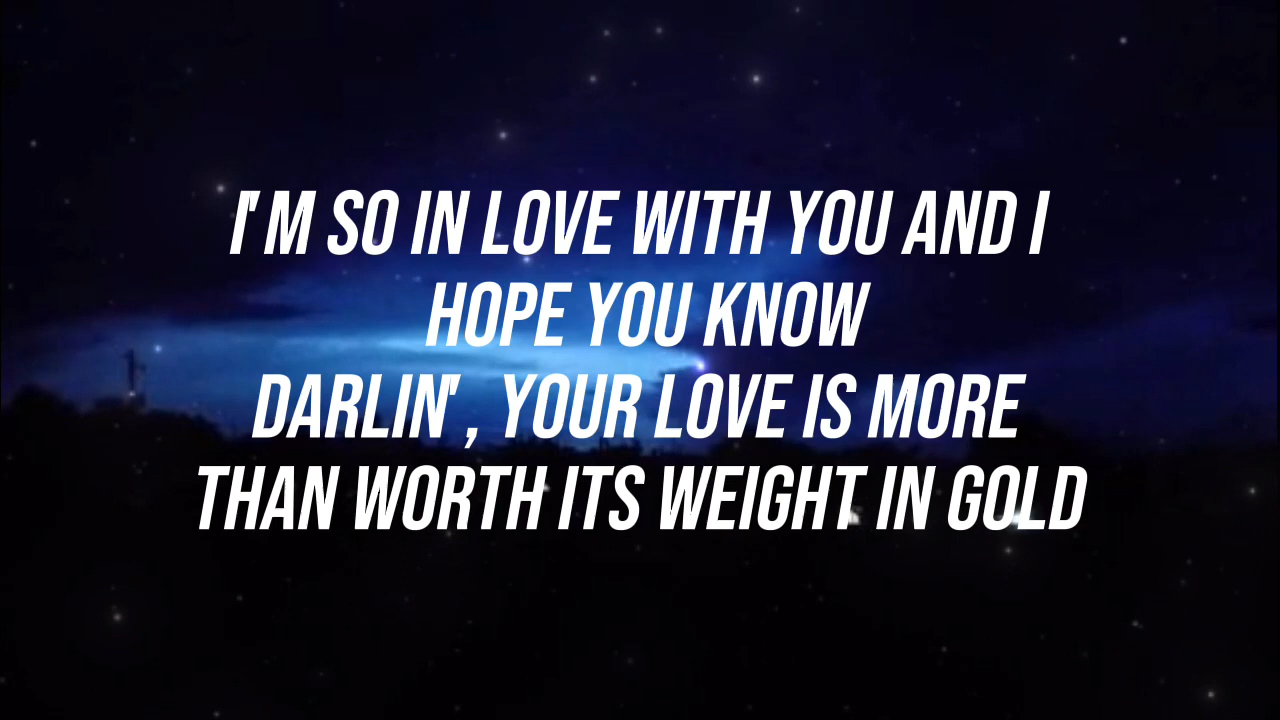 I'M SO IN LOVE WITH YOU AND I
HOPE YOU KNOW
DARLIN', YOUR LOVE IS MORE
THAN WORTH ITS WEIGHT IN GOLD